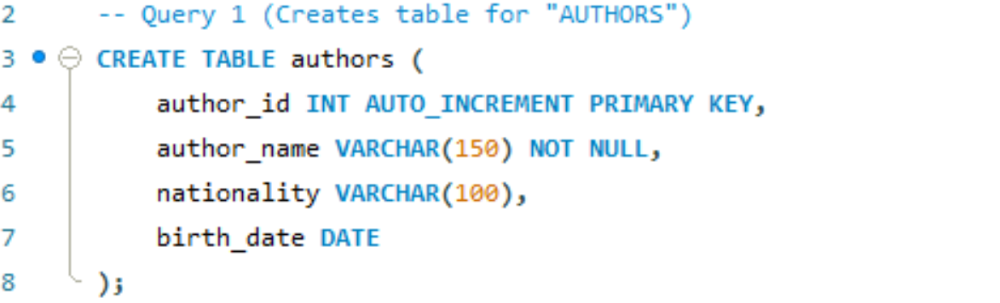 2 -- Query 1 (Creates table for "AUTHORS")
3 CREATE TABLE authors (
4 author_id INT AUTO_INCREMENT PRIMARY KEY,
5 author_name VARCHAR(150) NOT NULL,
6 nationality VARCHAR(100),
7 birth_date DATE
8 );